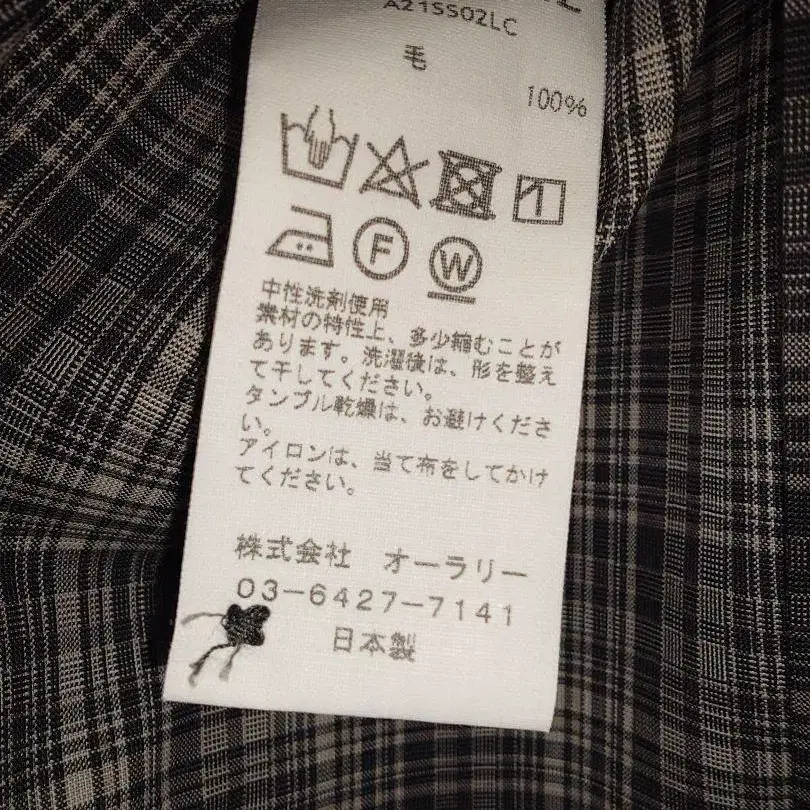 A21SS02LC
毛
100%
F W
中性洗剤使用
素材の特性上、多少縮むことが
あります。洗濯後は、形を整え
て干してください。
タンブル乾燥は、お避けくださ
い。
アイロンは、当て布をしてかけ
てください。
株式会社 オーラリー
03-6427-7141
日本製